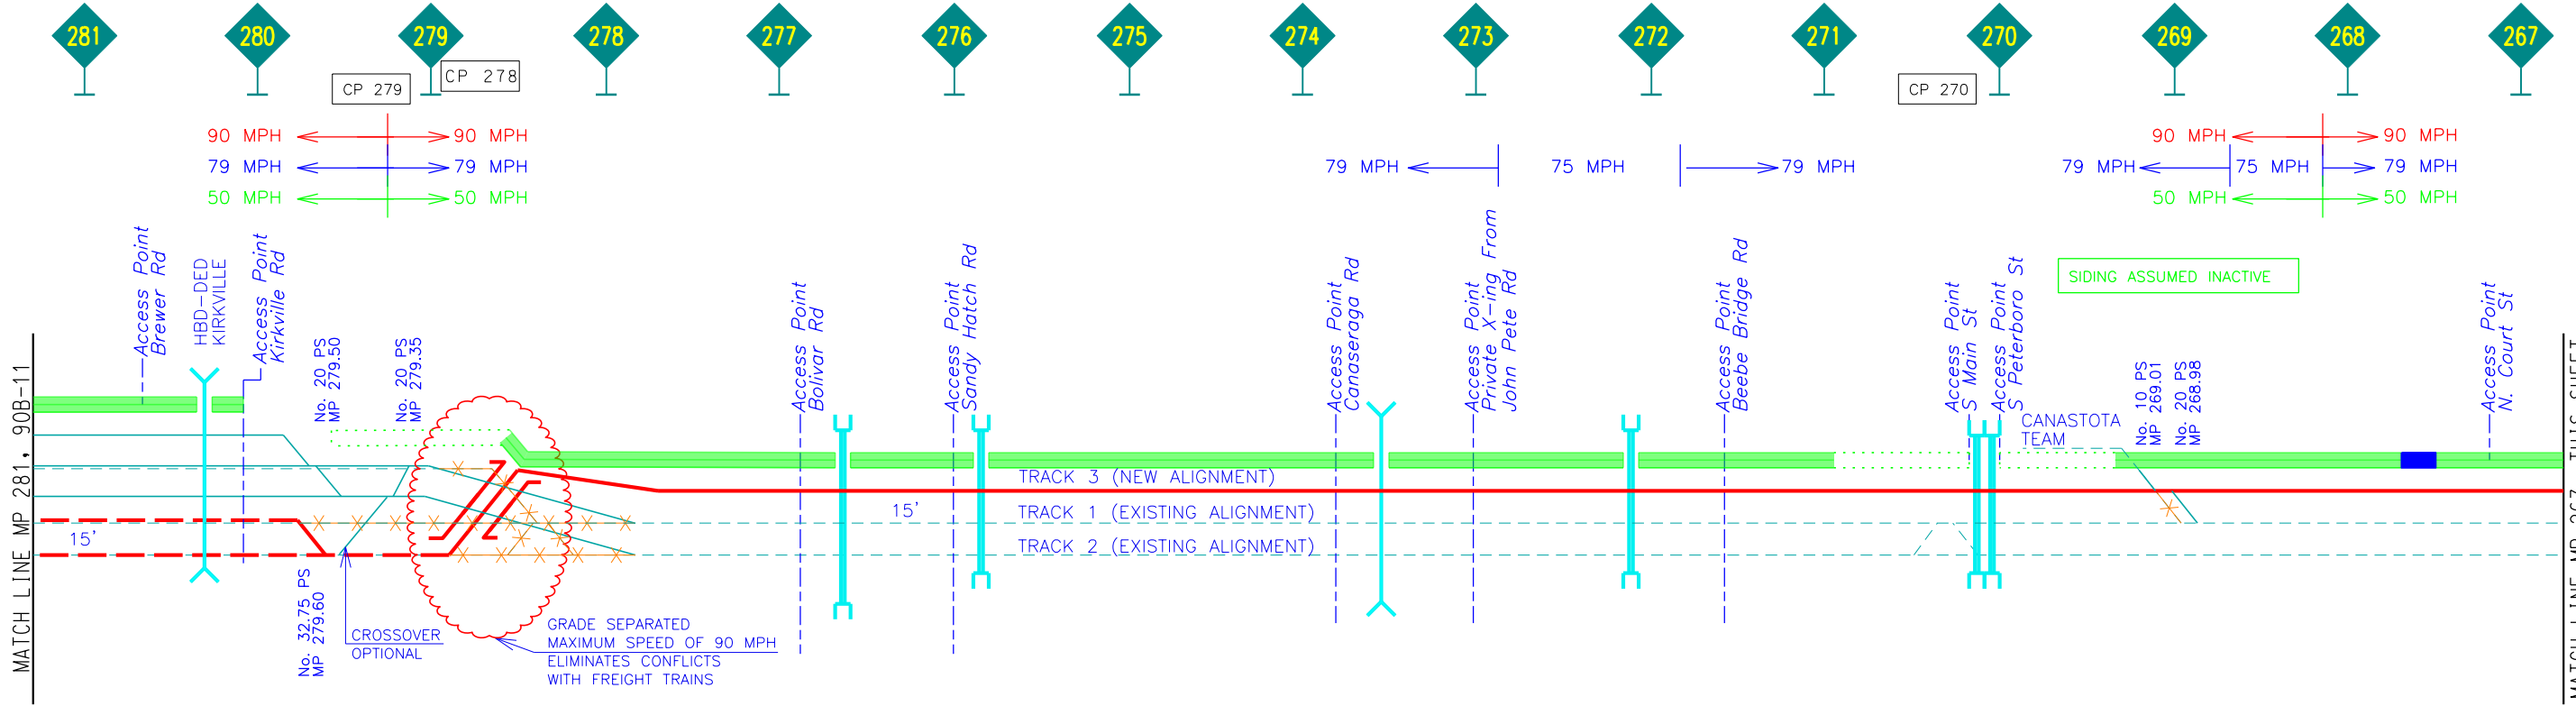 281 280 279 278 277 276 275 274 273 272 271 270 269 268 267
CP 279
CP 278
CP 270
90 MPH 90 MPH
79 MPH 79 MPH
50 MPH 50 MPH
79 MPH 75 MPH 79 MPH
90 MPH 90 MPH
79 MPH 75 MPH 79 MPH
50 MPH 50 MPH
MATCH LINE MP 281, 90B-11
Access Point
Brewer Rd
HBD-DED
KIRKVILLE
Access Point
Kirkville Rd
No. 20 PS
MP 279.50
No. 20 PS
MP 279.35
15'
No. 32.75 PS
MP 279.60
CROSSOVER
OPTIONAL
GRADE SEPARATED
MAXIMUM SPEED OF 90 MPH
ELIMINATES CONFLICTS
WITH FREIGHT TRAINS
Access Point
Bolivar Rd
15'
Access Point
Sandy Hatch Rd
TRACK 3 (NEW ALIGNMENT)
TRACK 1 (EXISTING ALIGNMENT)
TRACK 2 (EXISTING ALIGNMENT)
Access Point
Canaseraga Rd
Access Point
Private X-ing From
John Pete Rd
Access Point
Beebe Bridge Rd
Access Point
S Main St
Access Point
S Peterboro St
SIDING ASSUMED INACTIVE
CANASTOTA
TEAM
No. 10 PS
MP 269.01
No. 20 PS
MP 268.98
Access Point
N. Court St
MATCH LINE MP 267, THIS SHEET